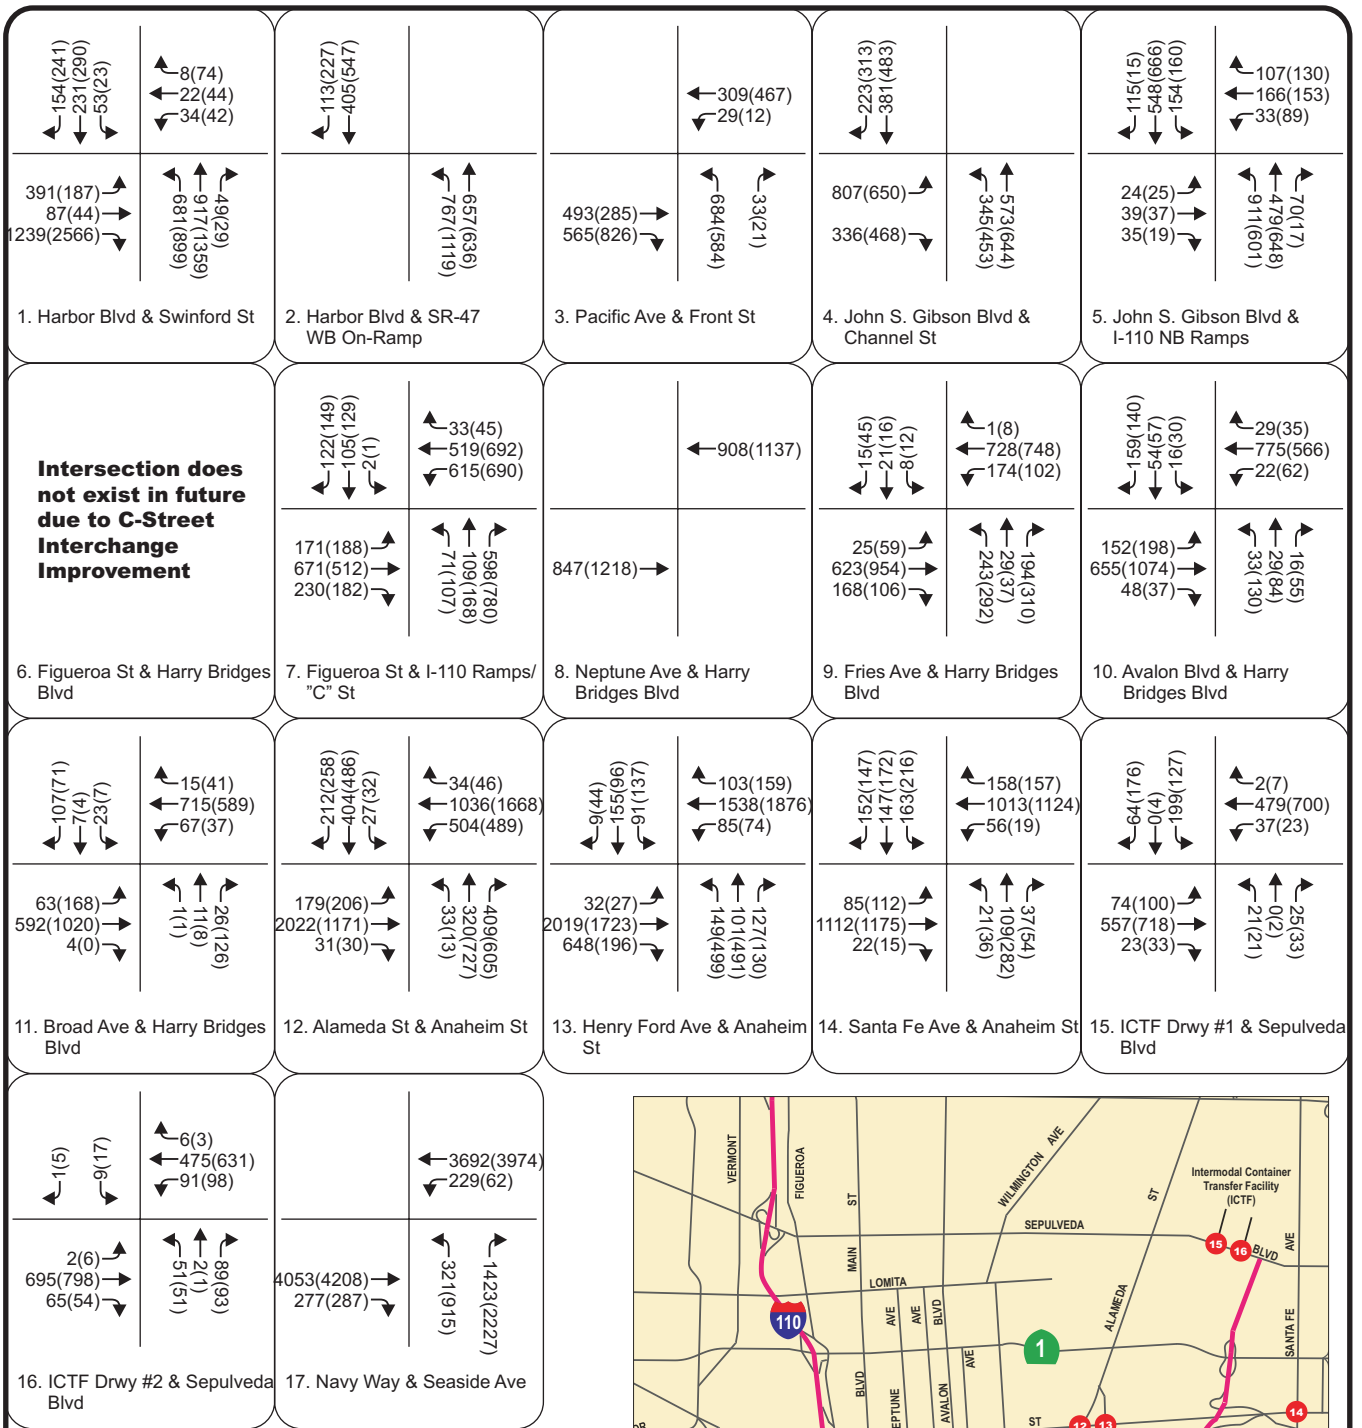 154(241)
231(290)
53(23)
8(74)
22(44)
34(42)
391(187)
87(44)
1239(2566)
681(899)
917(1359)
49(29)
1. Harbor Blvd & Swinford St
113(227)
405(547)
767(1119)
657(636)
2. Harbor Blvd & SR-47
WB On-Ramp
309(467)
29(12)
493(285)
565(826)
684(584)
33(21)
3. Pacific Ave & Front St
223(313)
381(483)
807(650)
336(468)
345(453)
573(644)
4. John S. Gibson Blvd &
Channel St
115(15)
548(666)
154(160)
107(130)
166(153)
33(89)
24(25)
39(37)
35(19)
911(601)
479(648)
70(17)
5. John S. Gibson Blvd &
I-110 NB Ramps
Intersection does
not exist in future
due to C-Street
Interchange
Improvement
6. Figueroa St & Harry Bridges
Blvd
122(149)
105(129)
2(1)
33(45)
519(692)
615(690)
171(188)
671(512)
230(182)
71(107)
109(168)
598(780)
7. Figueroa St & I-110 Ramps/
"C" St
908(1137)
847(1218)
8. Neptune Ave & Harry
Bridges Blvd
15(45)
21(16)
8(12)
1(8)
728(748)
174(102)
25(59)
623(954)
168(106)
243(292)
29(37)
194(310)
9. Fries Ave & Harry Bridges
Blvd
159(140)
54(57)
16(30)
29(35)
775(566)
22(62)
152(198)
655(1074)
48(37)
33(130)
29(84)
16(55)
10. Avalon Blvd & Harry
Bridges Blvd
107(71)
7(4)
23(7)
15(41)
715(589)
67(37)
63(168)
592(1020)
4(0)
1(1)
11(8)
26(126)
11. Broad Ave & Harry Bridges
Blvd
212(258)
404(486)
27(32)
34(46)
1036(1668)
504(489)
179(206)
2022(1171)
31(30)
33(13)
320(727)
409(605)
12. Alameda St & Anaheim St
9(44)
155(96)
91(137)
103(159)
1538(1876)
85(74)
32(27)
2019(1723)
648(196)
149(499)
101(491)
127(130)
13. Henry Ford Ave & Anaheim
St
152(147)
147(172)
163(216)
158(157)
1013(1124)
56(19)
85(112)
1112(1175)
22(15)
21(36)
109(282)
37(54)
14. Santa Fe Ave & Anaheim St
64(176)
0(4)
199(127)
2(7)
479(700)
37(23)
74(100)
557(718)
23(33)
21(21)
0(2)
25(33)
15. ICTF Drwy #1 & Sepulveda
Blvd
1(5)
9(17)
6(3)
475(631)
91(98)
2(6)
695(798)
65(54)
51(51)
2(1)
89(93)
16. ICTF Drwy #2 & Sepulveda
Blvd
3692(3974)
229(62)
4053(4208)
277(287)
321(915)
1423(2227)
17. Navy Way & Seaside Ave
VERMONT
FIGUEROA
ST
MAIN
BLVD
WILMINGTON AVE
ST
ALAMEDA
Intermodal Container
Transfer Facility
(ICTF)
SEPULVEDA
BLVD
15
16
AVE
SANTA FE
LOMITA
110
AVE
AVE
BLVD
AVALON
AVE
1
ST
12
13
14